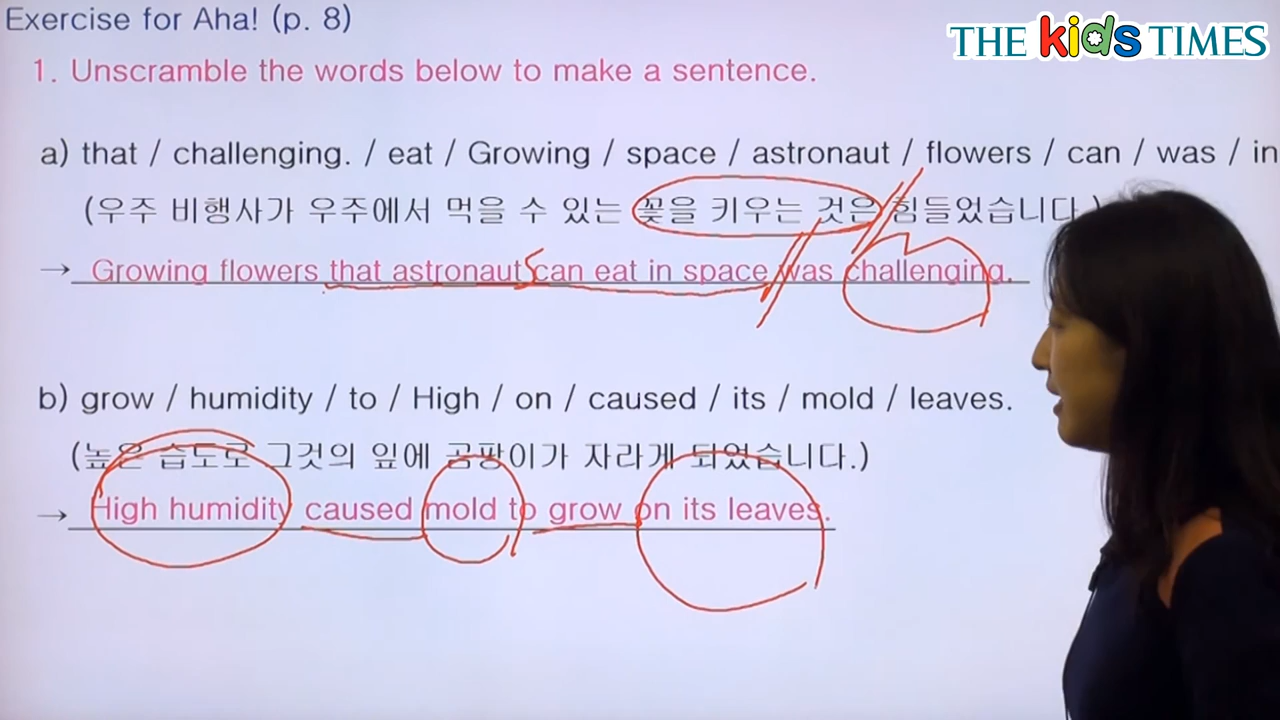 Exercise for Aha! (p. 8)
THE kids TIMES
1. Unscramble the words below to make a sentence.
a) that / challenging. / eat / Growing / space / astronaut / flowers / can / was / in
(우주 비행사가 우주에서 먹을 수 있는 꽃을 키우는 것은 힘들었습니다.)
→ Growing flowers that astronaut can eat in space was challenging.
b) grow / humidity / to / High / on / caused / its / mold / leaves.
(높은 습도로 그것의 잎에 곰팡이가 자라게 되었습니다.)
→ High humidity caused mold to grow on its leaves.